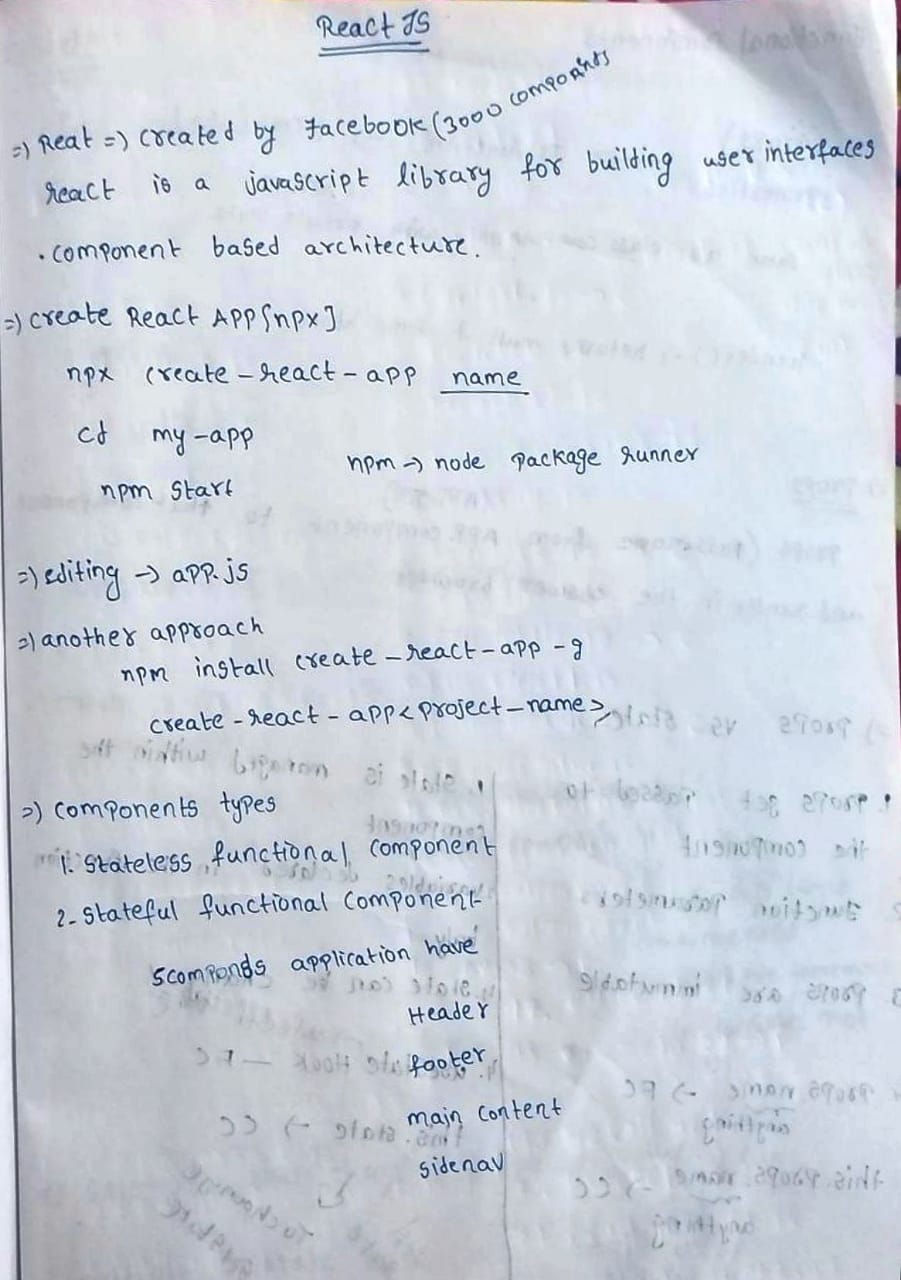 React JS
=) Reat =) created by facebook (3000 componnts
react is a javascript library for building user interfaces
. component based architecture.
=) create React APP [npx]
npx create - react - app name
cd my-app
npm -> node package runner
npm start
=) editing -> app.js
=) another approach
npm install create - react - app - g
create - react - app <project - name>
=) components types
1. Stateless functional component
2- Stateful functional component
5componds application have
Header
footer
main content
sidenav